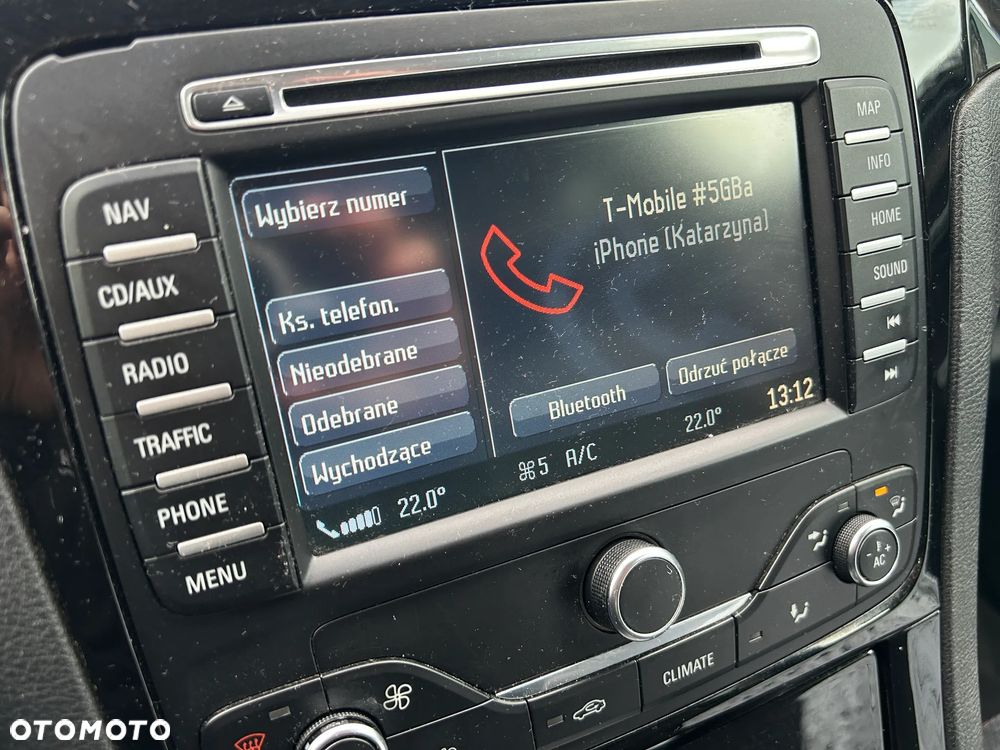 MAP
INFO
HOME
SOUND
NAV
CD/AUX
RADIO
TRAFFIC
PHONE
MENU
Wybierz numer
Ks. telefon.
Nieodebrane
Odebrane
Wychodzące
T-Mobile #5GBa
iPhone (Katarzyna)
Bluetooth
Odrzuć połącze
22.0°
5 A/C
22.0°
13:12
- +
AC
CLIMATE
OTOMOTO